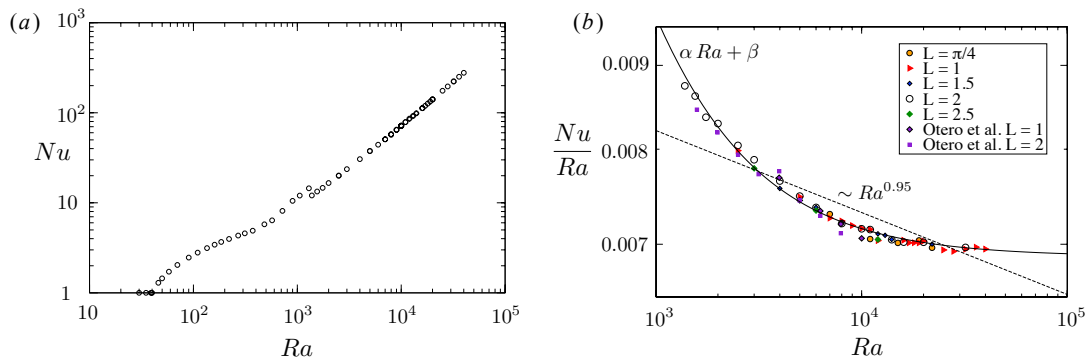 (a)
10³
10²
Nu
10
1
10
10²
10³
10⁴
10⁵
Ra
(b)
0.009
Nu
Ra
0.008
0.007
α Ra + β
~ Ra⁰·⁹⁵
L = π/4
L = 1
L = 1.5
L = 2
L = 2.5
Otero et al. L = 1
Otero et al. L = 2
10³
10⁴
10⁵
Ra